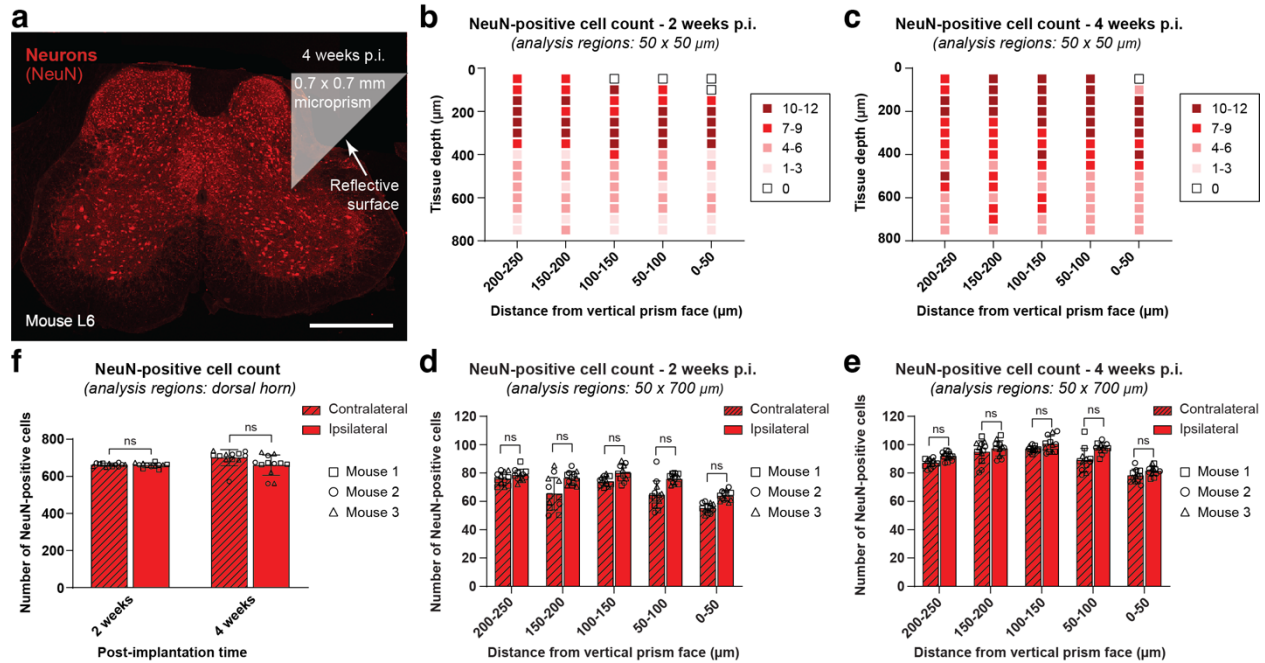 a
Neurons
(NeuN)
4 weeks p.i.
0.7 x 0.7 mm
microprism
Reflective
surface
Mouse L6
b
NeuN-positive cell count - 2 weeks p.i.
(analysis regions: 50 x 50 µm)
Tissue depth (µm)
0
200
400
600
800
200-250
150-200
100-150
50-100
0-50
Distance from vertical prism face (µm)
10-12
7-9
4-6
1-3
0
c
NeuN-positive cell count - 4 weeks p.i.
(analysis regions: 50 x 50 µm)
Tissue depth (µm)
0
200
400
600
800
200-250
150-200
100-150
50-100
0-50
Distance from vertical prism face (µm)
10-12
7-9
4-6
1-3
0
f
NeuN-positive cell count
(analysis regions: dorsal horn)
Number of NeuN-positive cells
800
600
400
200
0
ns
ns
2 weeks
4 weeks
Post-implantation time
Contralateral
Ipsilateral
Mouse 1
Mouse 2
Mouse 3
d
NeuN-positive cell count - 2 weeks p.i.
(analysis regions: 50 x 700 µm)
Number of NeuN-positive cells
120
100
80
60
40
20
0
ns
ns
ns
ns
ns
200-250
150-200
100-150
50-100
0-50
Distance from vertical prism face (µm)
Contralateral
Ipsilateral
Mouse 1
Mouse 2
Mouse 3
e
NeuN-positive cell count - 4 weeks p.i.
(analysis regions: 50 x 700 µm)
Number of NeuN-positive cells
120
100
80
60
40
20
0
ns
ns
ns
ns
ns
200-250
150-200
100-150
50-100
0-50
Distance from vertical prism face (µm)
Contralateral
Ipsilateral
Mouse 1
Mouse 2
Mouse 3